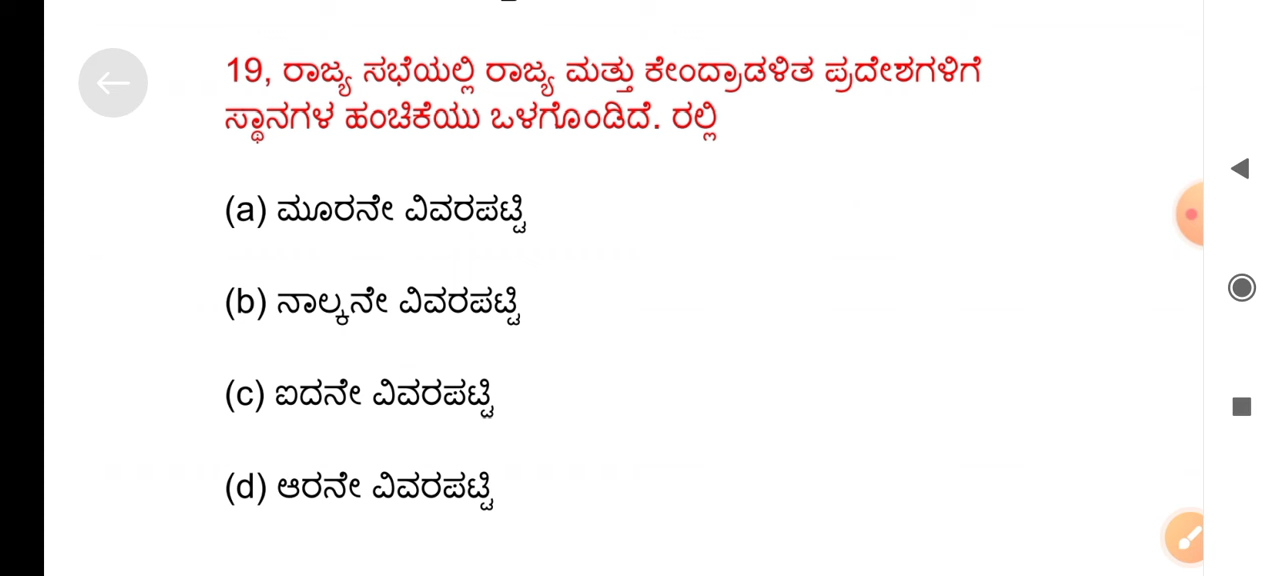 19, ರಾಜ್ಯ ಸಭೆಯಲ್ಲಿ ರಾಜ್ಯ ಮತ್ತು ಕೇಂದ್ರಾಡಳಿತ ಪ್ರದೇಶಗಳಿಗೆ
ಸ್ಥಾನಗಳ ಹಂಚಿಕೆಯು ಒಳಗೊಂಡಿದೆ. ರಲ್ಲಿ
(a) ಮೂರನೇ ವಿವರಪಟ್ಟಿ
(b) ನಾಲ್ಕನೇ ವಿವರಪಟ್ಟಿ
(c) ಐದನೇ ವಿವರಪಟ್ಟಿ
(d) ಆರನೇ ವಿವರಪಟ್ಟಿ